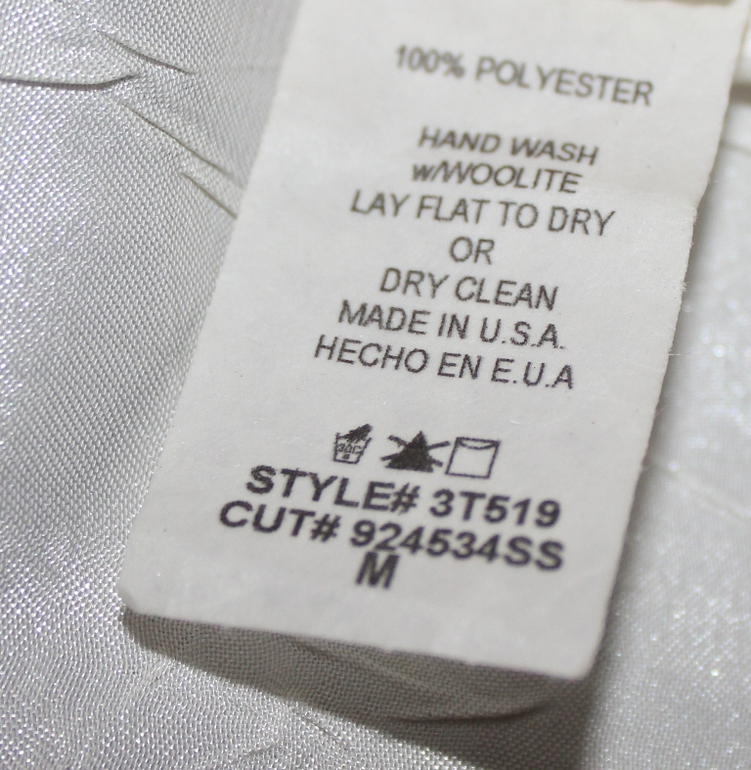 100% POLYESTER
HAND WASH
w/WOOLITE
LAY FLAT TO DRY
OR
DRY CLEAN
MADE IN U.S.A.
HECHO EN E.U.A
STYLE# 3T519
CUT# 924534SS
M